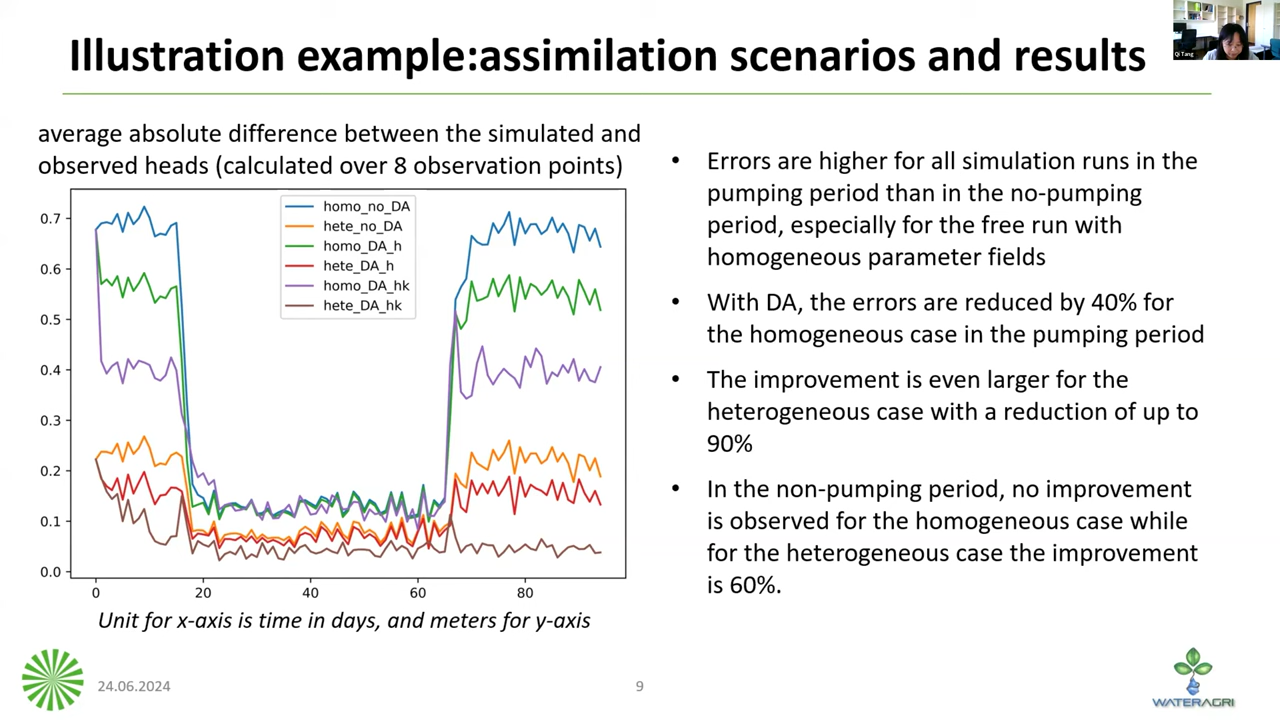 Illustration example:assimilation scenarios and results
Qi Tang
average absolute difference between the simulated and
observed heads (calculated over 8 observation points)
0.7
0.6
0.5
0.4
0.3
0.2
0.1
0.0
homo_no_DA
hete_no_DA
homo_DA_h
hete_DA_h
homo_DA_hk
hete_DA_hk
0
20
40
60
80
Unit for x-axis is time in days, and meters for y-axis
• Errors are higher for all simulation runs in the
pumping period than in the no-pumping
period, especially for the free run with
homogeneous parameter fields
• With DA, the errors are reduced by 40% for
the homogeneous case in the pumping period
• The improvement is even larger for the
heterogeneous case with a reduction of up to
90%
• In the non-pumping period, no improvement
is observed for the homogeneous case while
for the heterogeneous case the improvement
is 60%.
24.06.2024
9
WATERAGRI